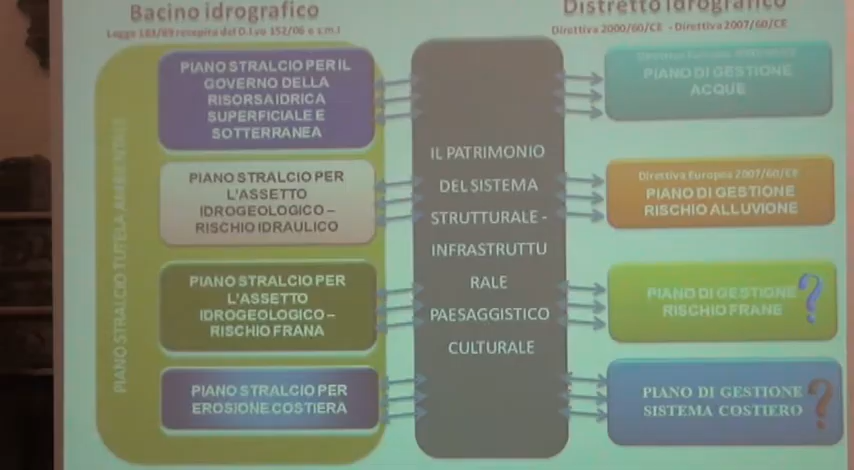 Bacino idrografico
Legge 183/89 recepita del D.l vo 152/06 e s.m.i
Distretto idrografico
Direttiva 2000/60/CE - Direttiva 2007/60/CE
PIANO STRALCIO TUTELA AMBIENTALE
PIANO STRALCIO PER IL
GOVERNO DELLA
RISORSA IDRICA
SUPERFICIALE E
SOTTERRANEA
PIANO STRALCIO PER
L'ASSETTO
IDROGEOLOGICO –
RISCHIO IDRAULICO
PIANO STRALCIO PER
L'ASSETTO
IDROGEOLOGICO –
RISCHIO FRANA
PIANO STRALCIO PER
EROSIONE COSTIERA
IL PATRIMONIO
DEL SISTEMA
STRUTTURALE -
INFRASTRUTTU
RALE
PAESAGGISTICO
CULTURALE
Direttiva Europea
PIANO DI GESTIONE
ACQUE
Direttiva Europea 2007/60/CE
PIANO DI GESTIONE
RISCHIO ALLUVIONE
PIANO DI GESTIONE
RISCHIO FRANE
?
PIANO DI GESTIONE
SISTEMA COSTIERO
?